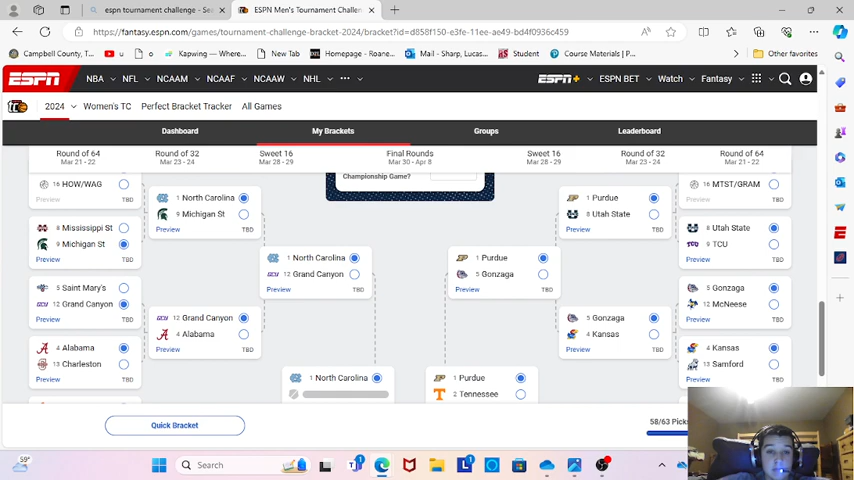 espn tournament challenge - Sea
ESPN Men's Tournament Challen
https://fantasy.espn.com/games/tournament-challenge-bracket-2024/bracket?id=d858f150-e3fe-11ee-ae49-bd4f0936c459
Campbell County, T... Kapwing — Where... New Tab Homepage - Roane... Mail - Sharp, Lucas... Student Course Materials | P... Other favorites
ESPN NBA NFL NCAAM NCAAF NCAAW NHL ESPN+ ESPN BET Watch Fantasy
2024 Women's TC Perfect Bracket Tracker All Games
Dashboard My Brackets Groups Leaderboard
Round of 64 Round of 32 Sweet 16 Final Rounds Sweet 16 Round of 32 Round of 64
Mar 21 - 22 Mar 23 - 24 Mar 28 - 29 Mar 30 - Apr 8 Mar 28 - 29 Mar 23 - 24 Mar 21 - 22
Championship Game?
16 HOW/WAG
Preview TBD
8 Mississippi St
9 Michigan St
Preview TBD
5 Saint Mary's
12 Grand Canyon
Preview TBD
4 Alabama
13 Charleston
Preview TBD
1 North Carolina
9 Michigan St
Preview TBD
12 Grand Canyon
4 Alabama
Preview TBD
1 North Carolina
12 Grand Canyon
Preview TBD
1 North Carolina
1 Purdue
2 Tennessee
1 Purdue
5 Gonzaga
Preview TBD
1 Purdue
8 Utah State
Preview TBD
5 Gonzaga
4 Kansas
Preview TBD
16 MTST/GRAM
Preview TBD
8 Utah State
9 TCU
Preview TBD
5 Gonzaga
12 McNeese
Preview TBD
4 Kansas
13 Samford
Preview TBD
Quick Bracket
58/63 Picks
59°
Search